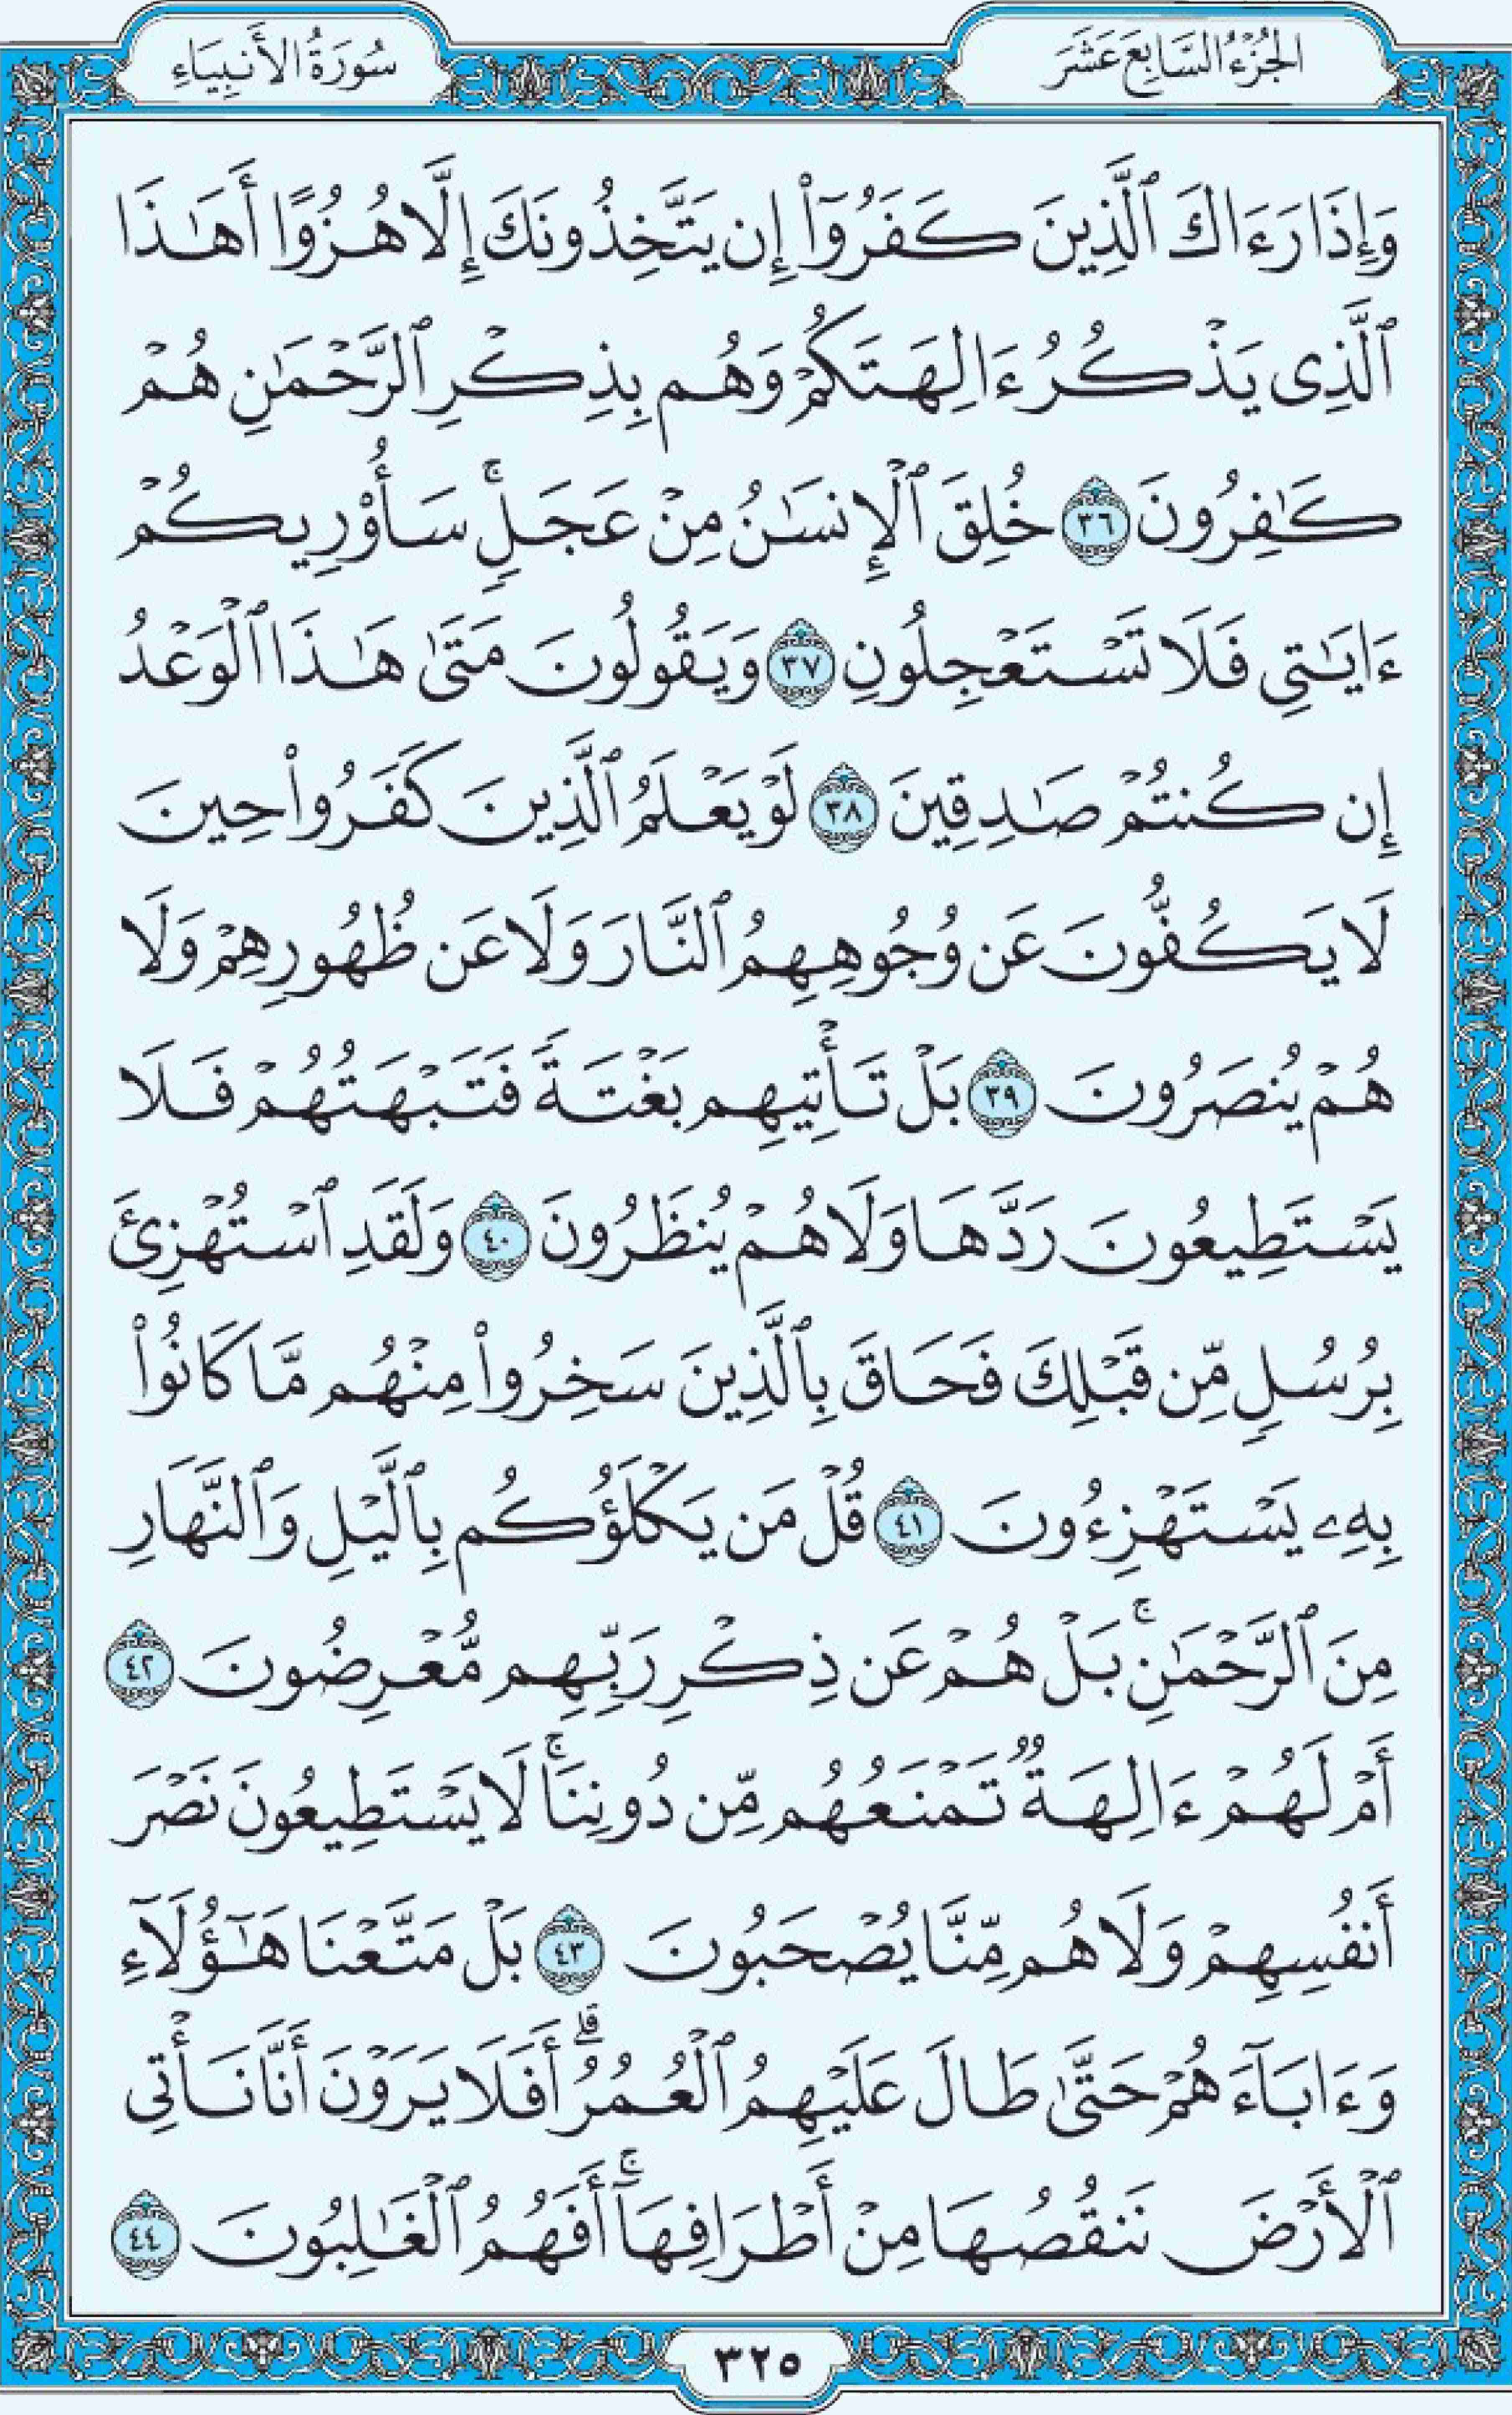 الجُزْءُ السَّابِعَ عَشَرَ
سُورَةُ الأَنبِيَاءِ
وَإِذَا رَءَاكَ ٱلَّذِينَ كَفَرُوٓا۟ إِن يَتَّخِذُونَكَ إِلَّا هُزُوًا أَهَـٰذَا
ٱلَّذِى يَذْكُرُ ءَالِهَتَكُمْ وَهُم بِذِكْرِ ٱلرَّحْمَـٰنِ هُمْ
كَـٰفِرُونَ ٣٦ خُلِقَ ٱلْإِنسَـٰنُ مِنْ عَجَلٍ ۚ سَأُو۟رِيكُمْ
ءَايَـٰتِى فَلَا تَسْتَعْجِلُونِ ٣٧ وَيَقُولُونَ مَتَىٰ هَـٰذَا ٱلْوَعْدُ
إِن كُنتُمْ صَـٰدِقِينَ ٣٨ لَوْ يَعْلَمُ ٱلَّذِينَ كَفَرُوا۟ حِينَ
لَا يَكُفُّونَ عَن وُجُوهِهِمُ ٱلنَّارَ وَلَا عَن ظُهُورِهِمْ وَلَا
هُمْ يُنصَرُونَ ٣٩ بَلْ تَأْتِيهِم بَغْتَةً فَتَبْهَتُهُمْ فَلَا
يَسْتَطِيعُونَ رَدَّهَا وَلَا هُمْ يُنظَرُونَ ٤٠ وَلَقَدِ ٱسْتُهْزِئَ
بِرُسُلٍ مِّن قَبْلِكَ فَحَاقَ بِٱلَّذِينَ سَخِرُوا۟ مِنْهُم مَّا كَانُوا۟
بِهِۦ يَسْتَهْزِءُونَ ٤١ قُلْ مَن يَكْلَؤُكُم بِٱلَّيْلِ وَٱلنَّهَارِ
مِنَ ٱلرَّحْمَـٰنِ ۚ بَلْ هُمْ عَن ذِكْرِ رَبِّهِم مُّعْرِضُونَ ٤٢
أَمْ لَهُمْ ءَالِهَةٌ تَمْنَعُهُم مِّن دُونِنَا ۚ لَا يَسْتَطِيعُونَ نَصْرَ
أَنفُسِهِمْ وَلَا هُم مِّنَّا يُصْحَبُونَ ٤٣ بَلْ مَتَّعْنَا هَـٰٓؤُلَآءِ
وَءَابَآءَهُمْ حَتَّىٰ طَالَ عَلَيْهِمُ ٱلْعُمُرُ ۗ أَفَلَا يَرَوْنَ أَنَّا نَأْتِى
ٱلْأَرْضَ نَنقُصُهَا مِنْ أَطْرَافِهَآ ۚ أَفَهُمُ ٱلْغَـٰلِبُونَ ٤٤
٣٢٥